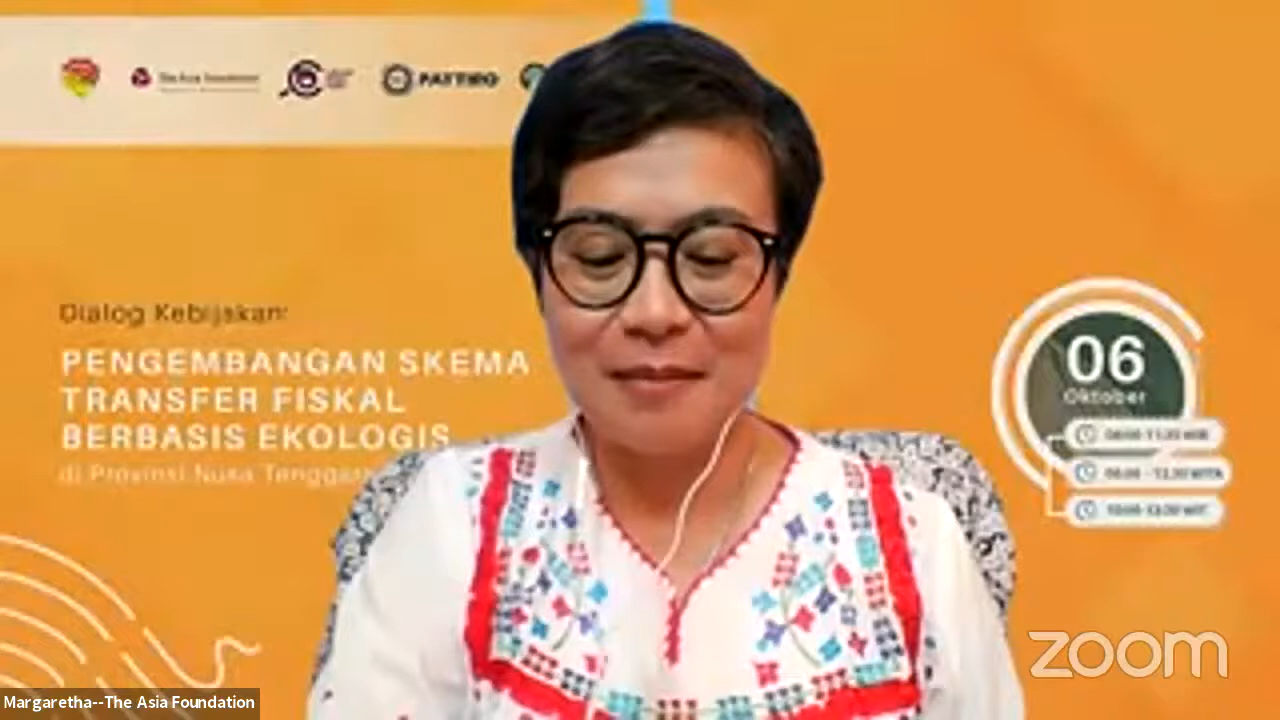 The Asia Foundation
PATTIRO
Dialog Kebijakan:
PENGEMBANGAN SKEMA
TRANSFER FISKAL
BERBASIS EKOLOGIS
di Provinsi Nusa Tenggara
06
Oktober
zoom
Margaretha--The Asia Foundation